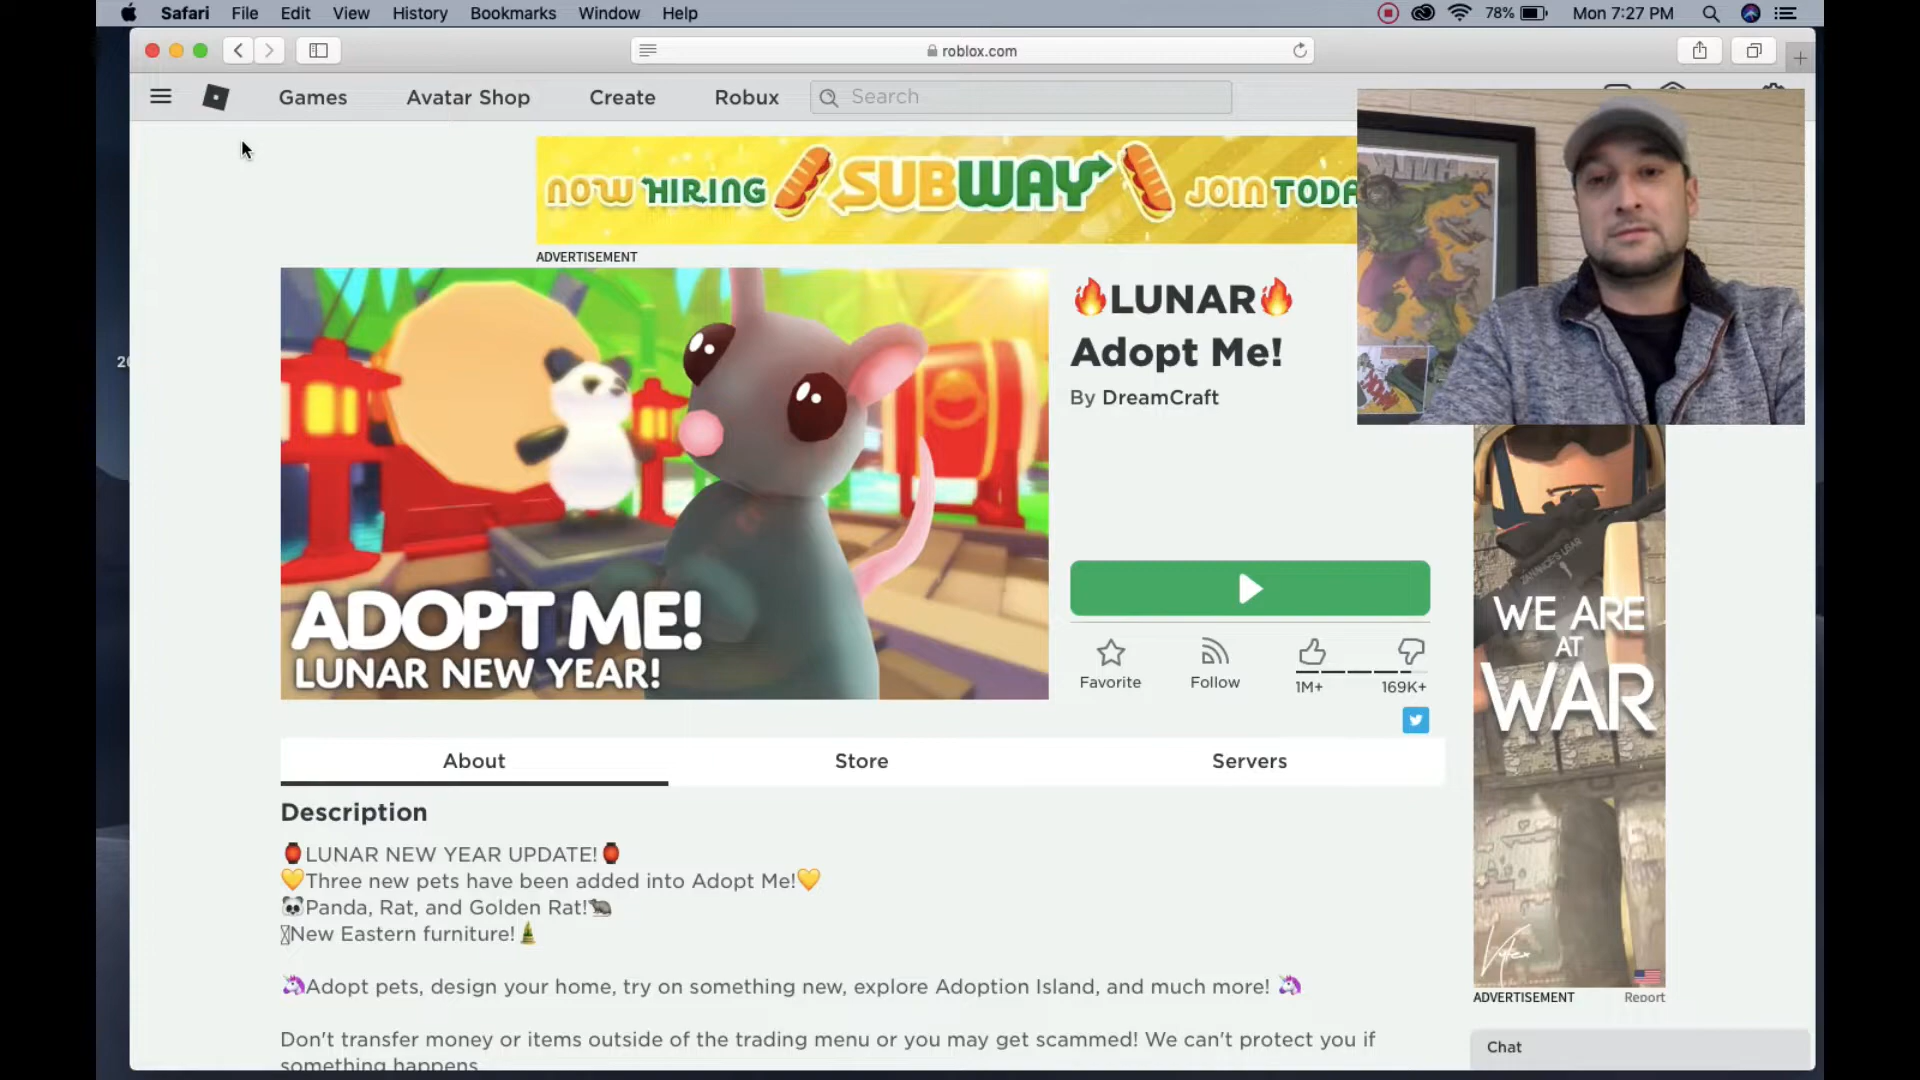 Safari File Edit View History Bookmarks Window Help 78% Mon 7:27 PM
roblox.com
Games Avatar Shop Create Robux Search
NOW HIRING SUBWAY JOIN TODA
ADVERTISEMENT
🔥LUNAR🔥
Adopt Me!
By DreamCraft
ADOPT ME!
LUNAR NEW YEAR!
Favorite Follow 1M+ 169K+
WE ARE
AT
WAR
About Store Servers
Description
🏮LUNAR NEW YEAR UPDATE!🏮
💛Three new pets have been added into Adopt Me!💛
🐼Panda, Rat, and Golden Rat!🐀
New Eastern furniture!🎍
🦄Adopt pets, design your home, try on something new, explore Adoption Island, and much more! 🦄
ADVERTISEMENT Report
Don't transfer money or items outside of the trading menu or you may get scammed! We can't protect you if
something happens
Chat